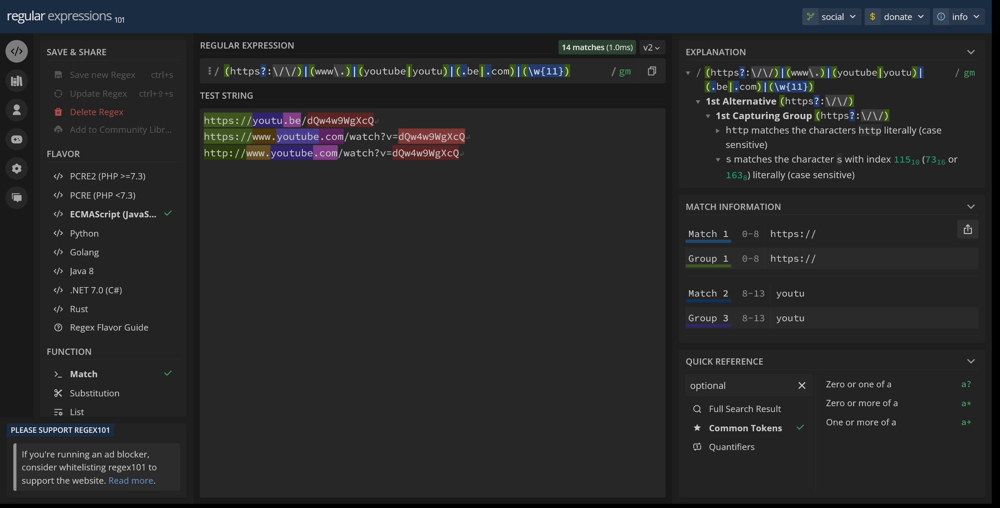 regular expressions 101
social
donate
info
SAVE & SHARE
Save new Regex ctrl+s
Update Regex ctrl+⇧+s
Delete Regex
Add to Community Libr...
FLAVOR
</> PCRE2 (PHP >=7.3)
</> PCRE (PHP <7.3)
</> ECMAScript (JavaS...
</> Python
</> Golang
</> Java 8
</> .NET 7.0 (C#)
</> Rust
Regex Flavor Guide
FUNCTION
Match
Substitution
List
PLEASE SUPPORT REGEX101
If you're running an ad blocker,
consider whitelisting regex101 to
support the website. Read more.
REGULAR EXPRESSION
14 matches (1.0ms)
v2
/ (https?:\/\/)|(www\.)|(youtube|youtu)|(.be|.com)|(\w{11}) / gm
TEST STRING
https://youtu.be/dQw4w9WgXcQ↵
https://www.youtube.com/watch?v=dQw4w9WgXcQ↵
http://www.youtube.com/watch?v=dQw4w9WgXcQ↵
EXPLANATION
/ (https?:\/\/)|(www\.)|(youtube|youtu)| / gm
(.be|.com)|(\w{11})
1st Alternative (https?:\/\/)
1st Capturing Group (https?:\/\/)
http matches the characters http literally (case
sensitive)
s matches the character s with index 115₁₀ (73₁₆ or
163₈) literally (case sensitive)
MATCH INFORMATION
Match 1 0-8 https://
Group 1 0-8 https://
Match 2 8-13 youtu
Group 3 8-13 youtu
QUICK REFERENCE
optional
Full Search Result
Common Tokens
Quantifiers
Zero or one of a a?
Zero or more of a a*
One or more of a a+